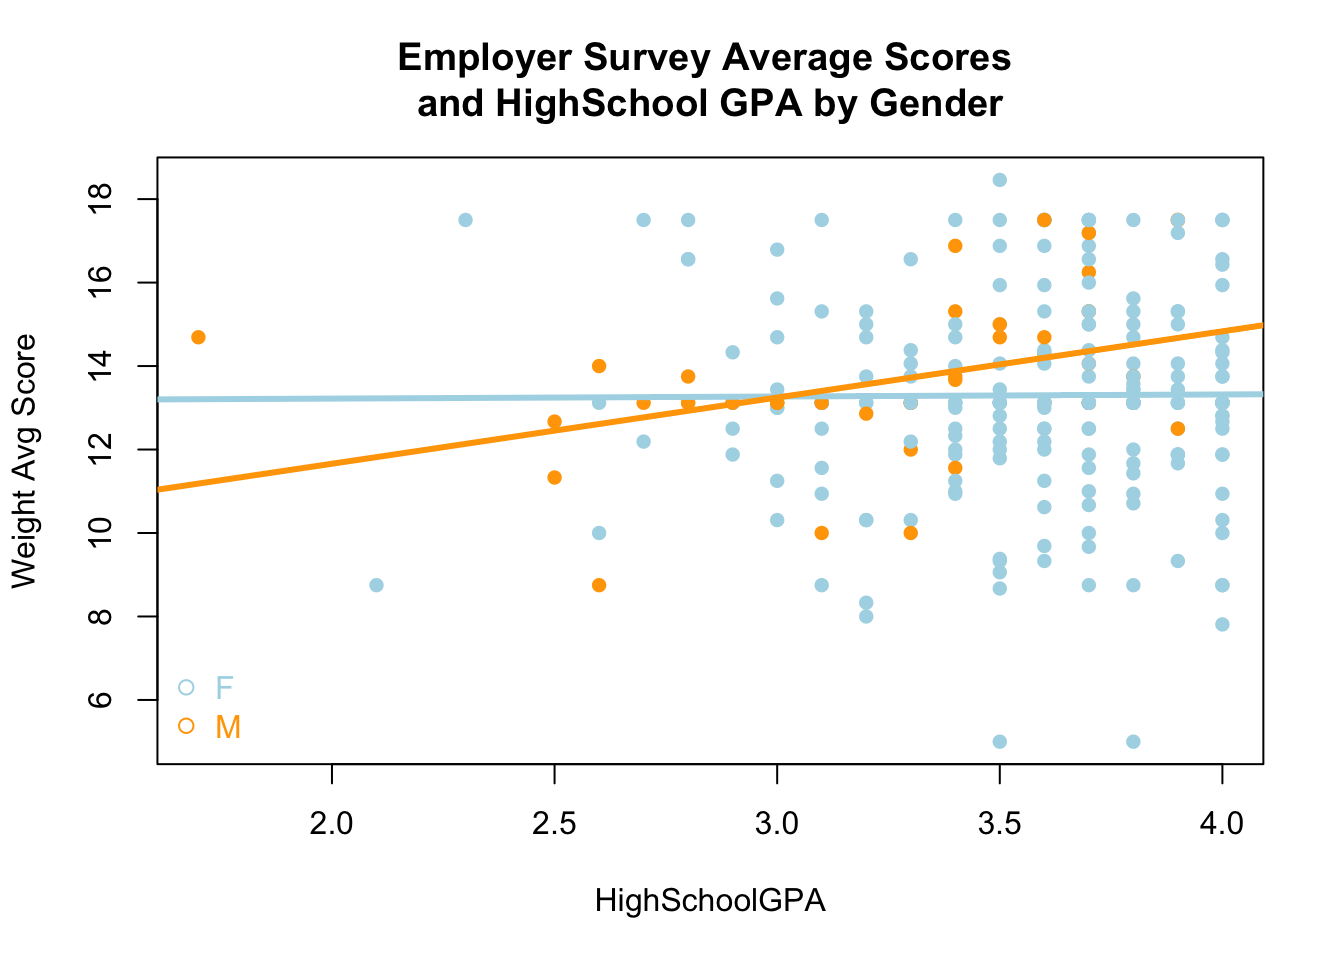 Employer Survey Average Scores
and HighSchool GPA by Gender
Weight Avg Score
18
16
14
12
10
8
6
F
M
2.0
2.5
3.0
3.5
4.0
HighSchoolGPA